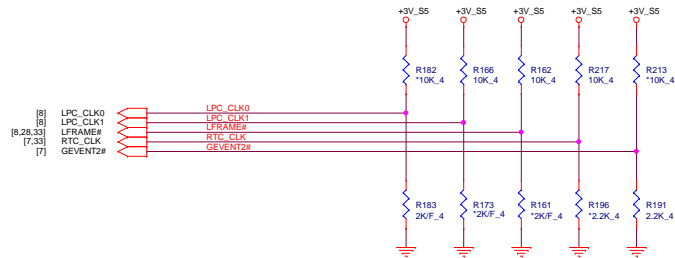 +3V_S5 +3V_S5 +3V_S5 +3V_S5 +3V_S5
R182 R166 R162 R217 R213
*10K_4 10K_4 10K_4 10K_4 *10K_4
[8] LPC_CLK0 LPC_CLK0
[8] LPC_CLK1 LPC_CLK1
[8,28,33] LFRAME# LFRAME#
[7,33] RTC_CLK RTC_CLK
[7] GEVENT2# GEVENT2#
R183 R173 R161 R196 R191
2K/F_4 *2K/F_4 *2K/F_4 *2.2K_4 2.2K_4